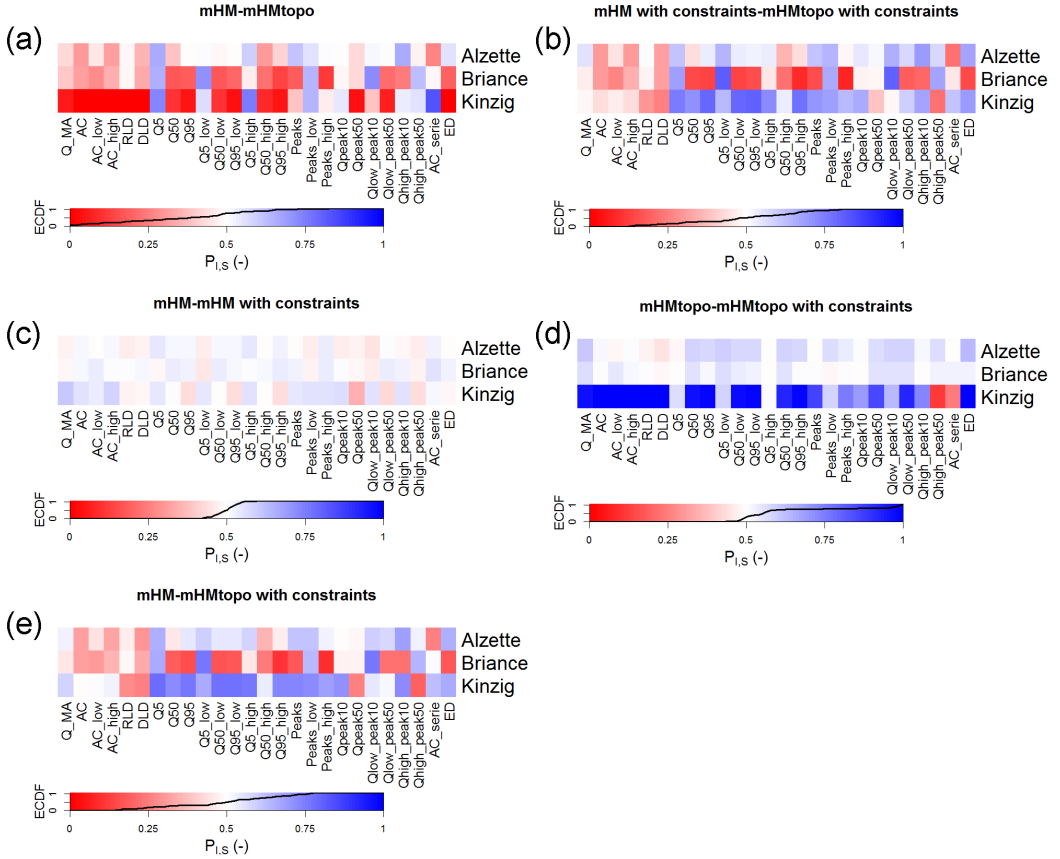 mHM-mHMtopo
(a)
Alzette
Briance
Kinzig
Q_MA
AC
AC_low
AC_high
RLD
DLD
Q5
Q50
Q95
Q5_low
Q50_low
Q95_low
Q5_high
Q50_high
Q95_high
Peaks
Peaks_low
Peaks_high
Qpeak10
Qpeak50
Qlow_peak10
Qlow_peak50
Qhigh_peak10
Qhigh_peak50
AC_serie
ED
ECDF
0 1
0 0.25 0.5 0.75 1
PI,S (-)
mHM with constraints-mHMtopo with constraints
(b)
Alzette
Briance
Kinzig
Q_MA
AC
AC_low
AC_high
RLD
DLD
Q5
Q50
Q95
Q5_low
Q50_low
Q95_low
Q5_high
Q50_high
Q95_high
Peaks
Peaks_low
Peaks_high
Qpeak10
Qpeak50
Qlow_peak10
Qlow_peak50
Qhigh_peak10
Qhigh_peak50
AC_serie
ED
ECDF
0 1
0 0.25 0.5 0.75 1
PI,S (-)
mHM-mHM with constraints
(c)
Alzette
Briance
Kinzig
Q_MA
AC
AC_low
AC_high
RLD
DLD
Q5
Q50
Q95
Q5_low
Q50_low
Q95_low
Q5_high
Q50_high
Q95_high
Peaks
Peaks_low
Peaks_high
Qpeak10
Qpeak50
Qlow_peak10
Qlow_peak50
Qhigh_peak10
Qhigh_peak50
AC_serie
ED
ECDF
0 1
0 0.25 0.5 0.75 1
PI,S (-)
mHMtopo-mHMtopo with constraints
(d)
Alzette
Briance
Kinzig
Q_MA
AC
AC_low
AC_high
RLD
DLD
Q5
Q50
Q95
Q5_low
Q50_low
Q95_low
Q5_high
Q50_high
Q95_high
Peaks
Peaks_low
Peaks_high
Qpeak10
Qpeak50
Qlow_peak10
Qlow_peak50
Qhigh_peak10
Qhigh_peak50
AC_serie
ED
ECDF
0 1
0 0.25 0.5 0.75 1
PI,S (-)
mHM-mHMtopo with constraints
(e)
Alzette
Briance
Kinzig
Q_MA
AC
AC_low
AC_high
RLD
DLD
Q5
Q50
Q95
Q5_low
Q50_low
Q95_low
Q5_high
Q50_high
Q95_high
Peaks
Peaks_low
Peaks_high
Qpeak10
Qpeak50
Qlow_peak10
Qlow_peak50
Qhigh_peak10
Qhigh_peak50
AC_serie
ED
ECDF
0 1
0 0.25 0.5 0.75 1
PI,S (-)